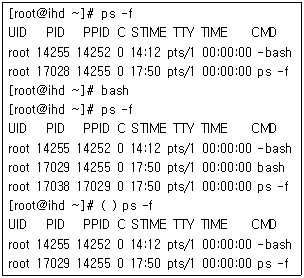 [root@ihd ~]# ps -f
UID PID PPID C STIME TTY TIME CMD
root 14255 14252 0 14:12 pts/1 00:00:00 -bash
root 17028 14255 0 17:50 pts/1 00:00:00 ps -f
[root@ihd ~]# bash
[root@ihd ~]# ps -f
UID PID PPID C STIME TTY TIME CMD
root 14255 14252 0 14:12 pts/1 00:00:00 -bash
root 17029 14255 0 17:50 pts/1 00:00:00 bash
root 17038 17029 0 17:50 pts/1 00:00:00 ps -f
[root@ihd ~]# ( ) ps -f
UID PID PPID C STIME TTY TIME CMD
root 14255 14252 0 14:12 pts/1 00:00:00 -bash
root 17029 14255 0 17:50 pts/1 00:00:00 ps -f